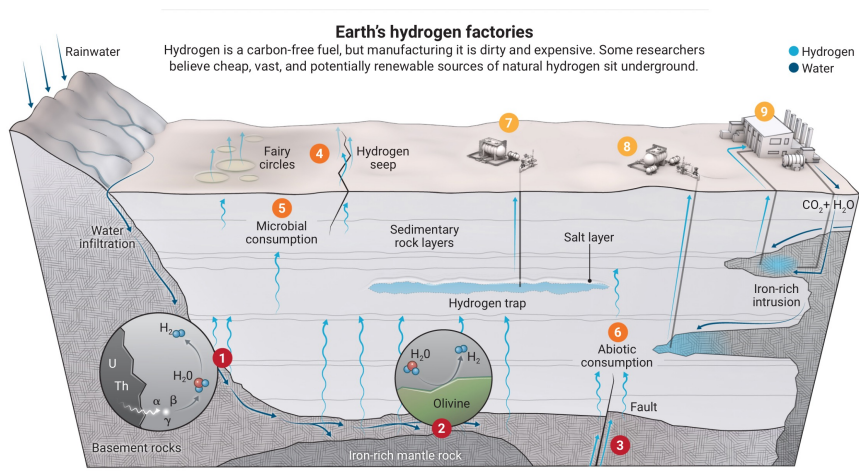 Earth's hydrogen factories
Hydrogen is a carbon-free fuel, but manufacturing it is dirty and expensive. Some researchers
believe cheap, vast, and potentially renewable sources of natural hydrogen sit underground.
Hydrogen
Water
Rainwater
7
9
8
4
Fairy
circles
Hydrogen
seep
5
Microbial
consumption
Water
infiltration
Sedimentary
rock layers
Salt layer
CO2+ H2O
Hydrogen trap
Iron-rich
intrusion
6
Abiotic
consumption
H2
H20
U
Th
α β
γ
1
H20
H2
Olivine
2
Fault
3
Basement rocks
Iron-rich mantle rock